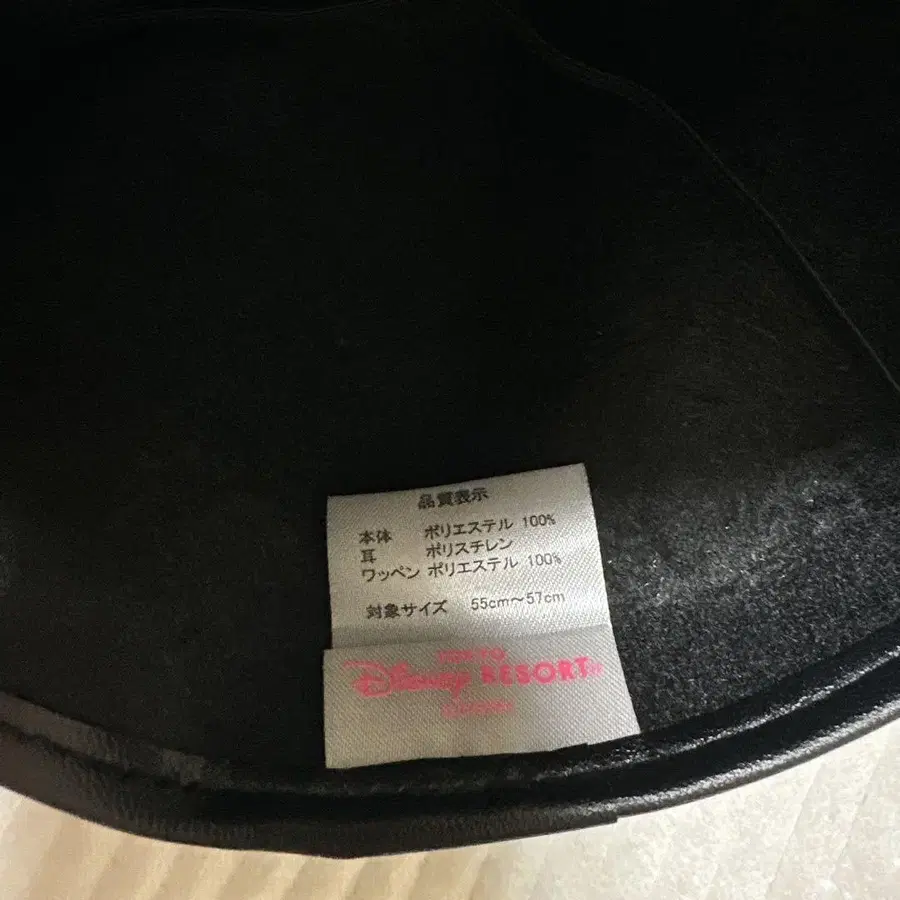 品質表示
本体 ポリエステル 100%
耳 ポリスチレン
ワッペン ポリエステル 100%
対象サイズ 55cm～57cm
TOKYO
Disney RESORT